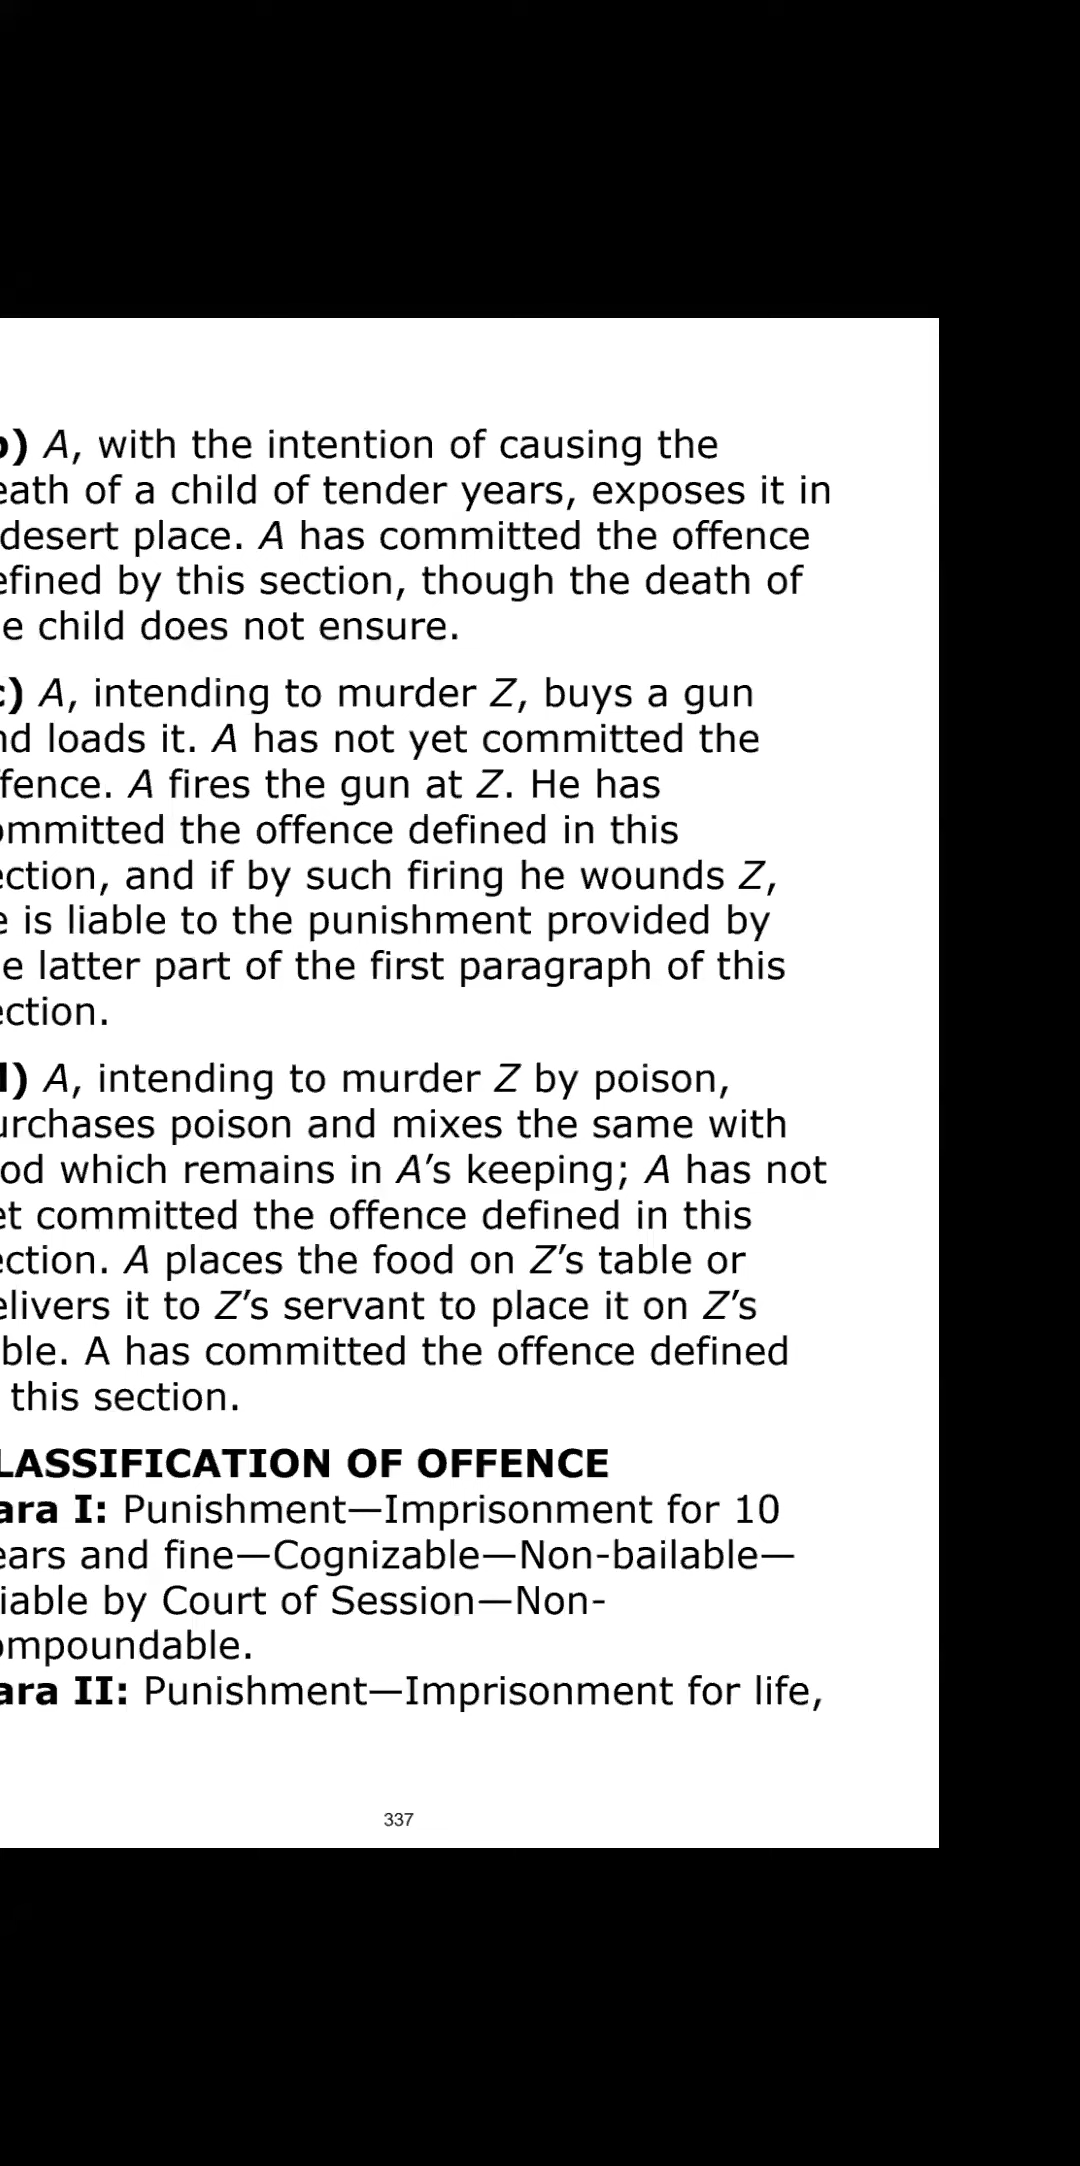 ) A, with the intention of causing the
eath of a child of tender years, exposes it in
desert place. A has committed the offence
efined by this section, though the death of
e child does not ensure.
c) A, intending to murder Z, buys a gun
nd loads it. A has not yet committed the
fence. A fires the gun at Z. He has
ommitted the offence defined in this
ection, and if by such firing he wounds Z,
e is liable to the punishment provided by
e latter part of the first paragraph of this
ection.
) A, intending to murder Z by poison,
urchases poison and mixes the same with
od which remains in A’s keeping; A has not
et committed the offence defined in this
ection. A places the food on Z’s table or
elivers it to Z’s servant to place it on Z’s
ble. A has committed the offence defined
this section.
LASSIFICATION OF OFFENCE
ara I: Punishment—Imprisonment for 10
ears and fine—Cognizable—Non-bailable—
iable by Court of Session—Non-
ompoundable.
ara II: Punishment—Imprisonment for life,
337